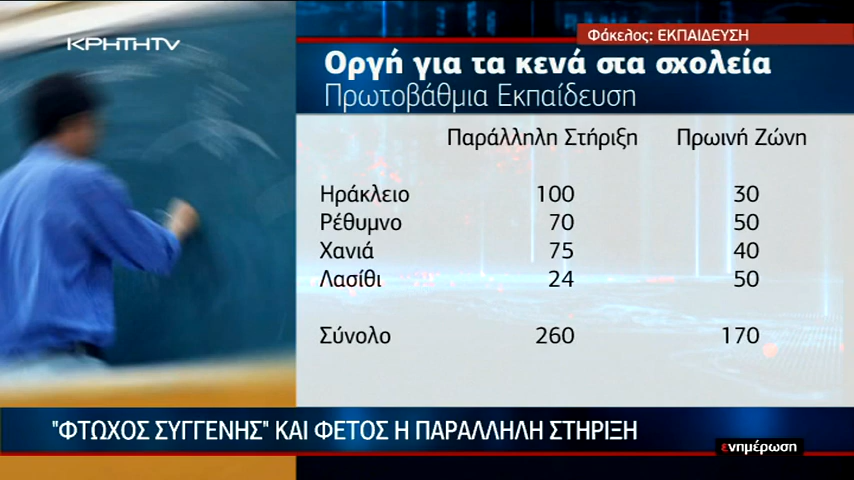 ΚΡΗΤΗTV
Φάκελος: ΕΚΠΑΙΔΕΥΣΗ
Οργή για τα κενά στα σχολεία
Πρωτοβάθμια Εκπαίδευση
Παράλληλη Στήριξη Πρωινή Ζώνη
Ηράκλειο 100 30
Ρέθυμνο 70 50
Χανιά 75 40
Λασίθι 24 50
Σύνολο 260 170
"ΦΤΩΧΟΣ ΣΥΓΓΕΝΗΣ" ΚΑΙ ΦΕΤΟΣ Η ΠΑΡΑΛΛΗΛΗ ΣΤΗΡΙΞΗ
ενημέρωση